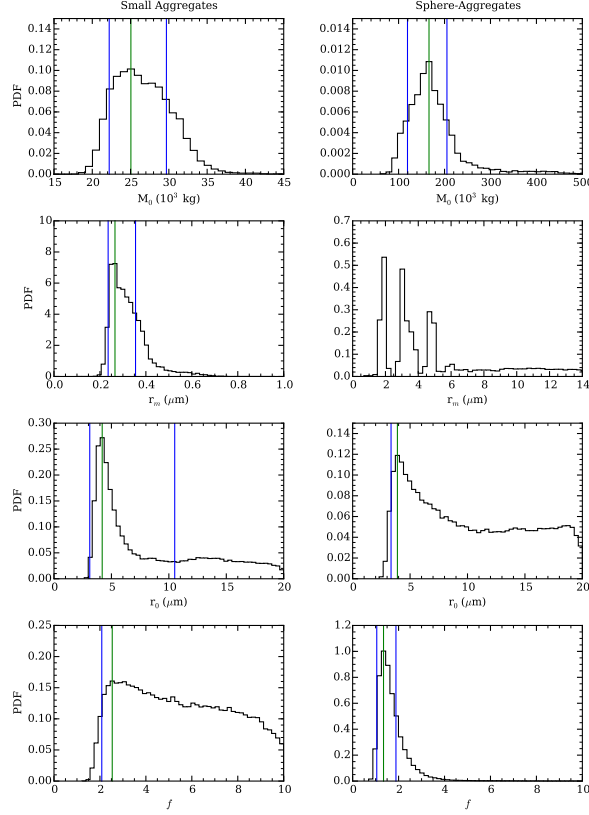 Small Aggregates Sphere-Aggregates
0.14 0.12 0.10 0.08 0.06 0.04 0.02 0.00
PDF
15 20 25 30 35 40 45
M₀ (10³ kg)
0.014 0.012 0.010 0.008 0.006 0.004 0.002 0.000
0 100 200 300 400 500
M₀ (10³ kg)
10 8 6 4 2 0
PDF
0.0 0.2 0.4 0.6 0.8 1.0
rₘ (μm)
0.7 0.6 0.5 0.4 0.3 0.2 0.1 0.0
0 2 4 6 8 10 12 14
rₘ (μm)
0.30 0.25 0.20 0.15 0.10 0.05 0.00
PDF
0 5 10 15 20
r₀ (μm)
0.14 0.12 0.10 0.08 0.06 0.04 0.02 0.00
0 5 10 15 20
r₀ (μm)
0.25 0.20 0.15 0.10 0.05 0.00
PDF
0 2 4 6 8 10
f
1.2 1.0 0.8 0.6 0.4 0.2 0.0
0 2 4 6 8 10
f